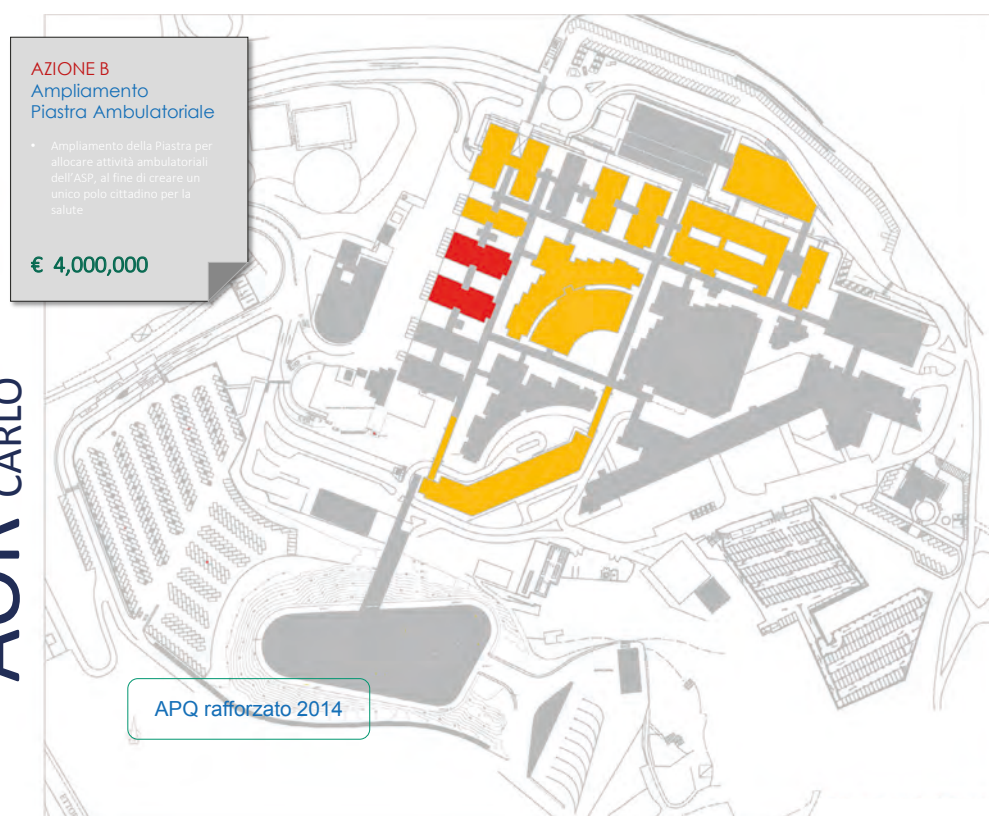 AZIONE B
Ampliamento
Piastra Ambulatoriale
• Ampliamento della Piastra per
allocare attività ambulatoriali
dell'ASP, al fine di creare un
unico polo cittadino per la
salute
€ 4,000,000
AOR CARLO
APQ rafforzato 2014